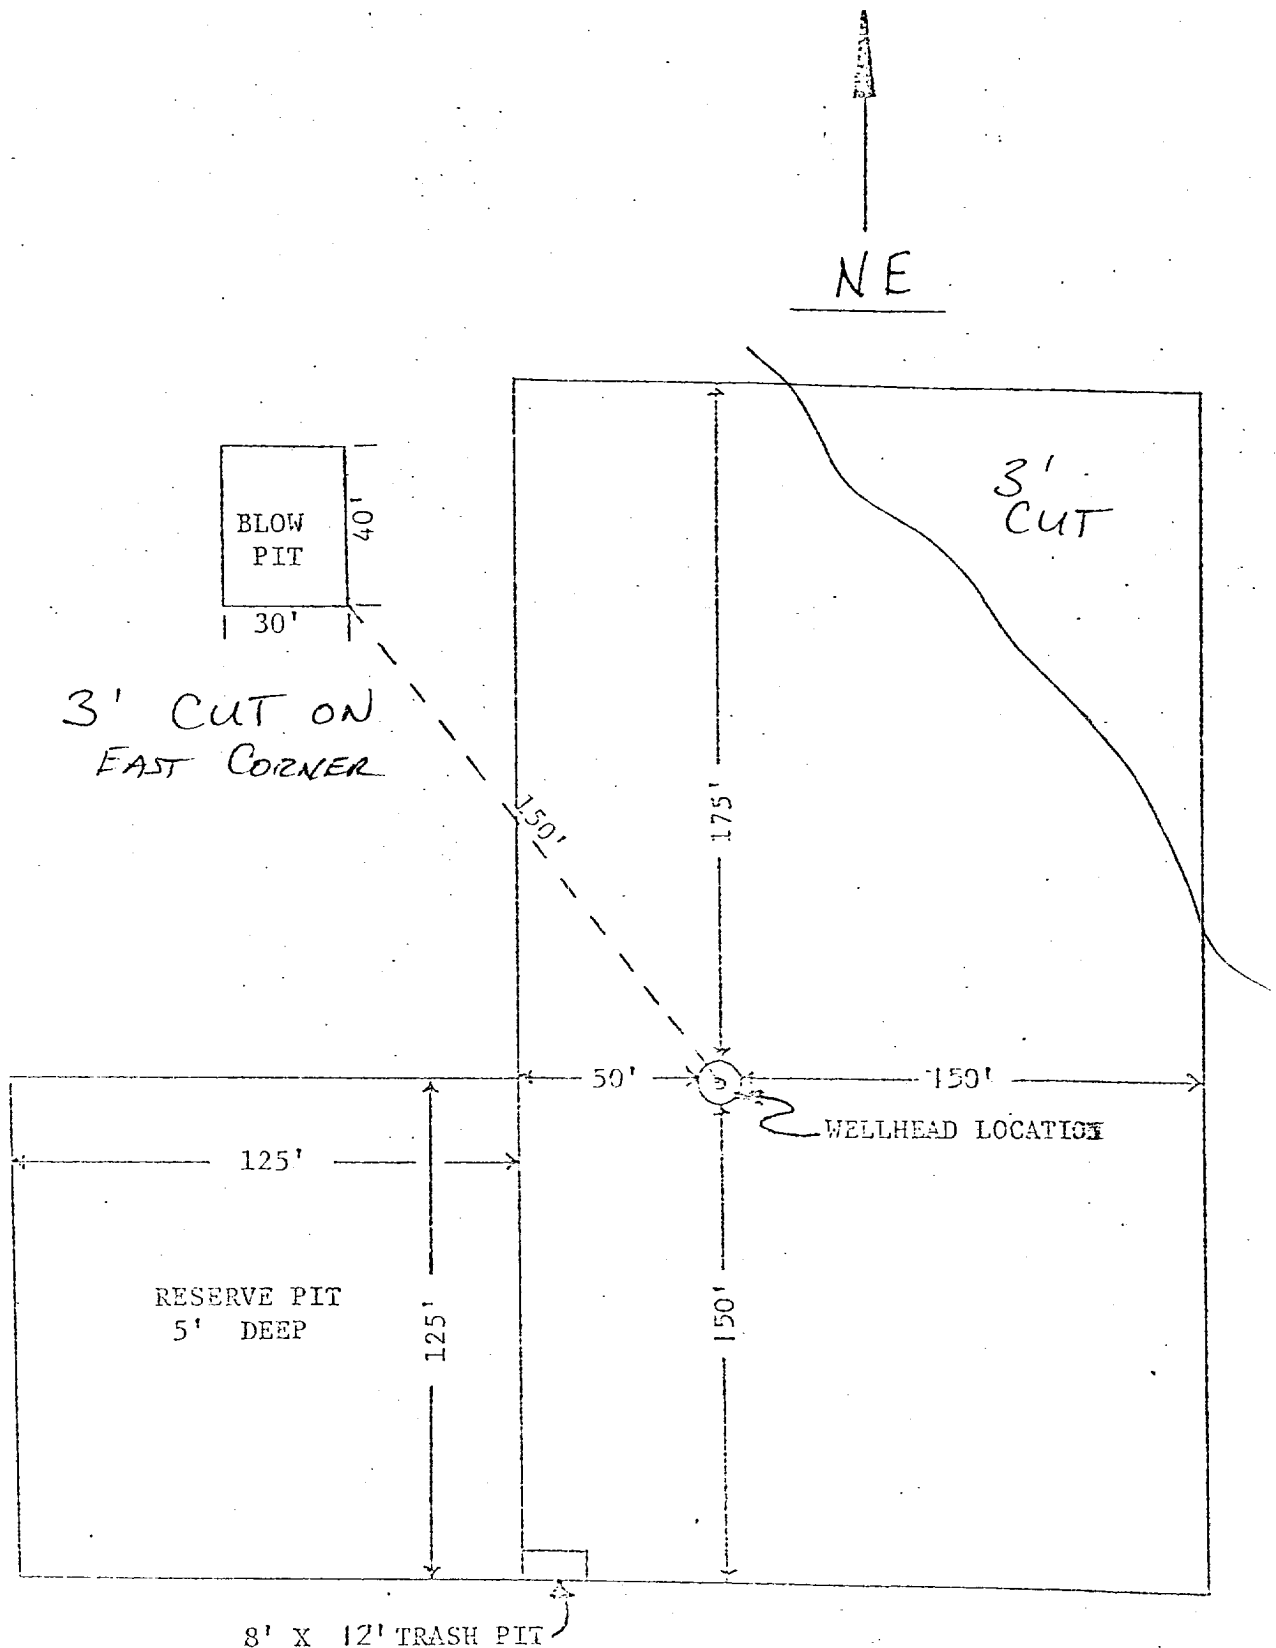 NE
3'
CUT
BLOW
PIT
40'
30'
3' CUT ON
EAST CORNER
150'
175'
50'
150'
WELLHEAD LOCATION
125'
RESERVE PIT
5' DEEP
125'
150'
8' X 12' TRASH PIT